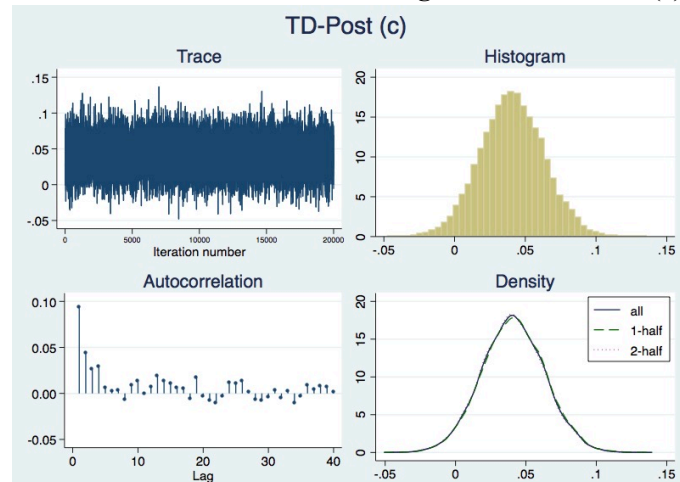 TD-Post (c)
Trace
.15
.1
.05
0
-.05
0 5000 10000 15000 20000
Iteration number
Histogram
20
15
10
5
0
-.05 0 .05 .1 .15
Autocorrelation
0.10
0.05
0.00
-0.05
0 10 20 30 40
Lag
Density
20
15
10
5
0
all
1-half
2-half
-.05 0 .05 .1 .15